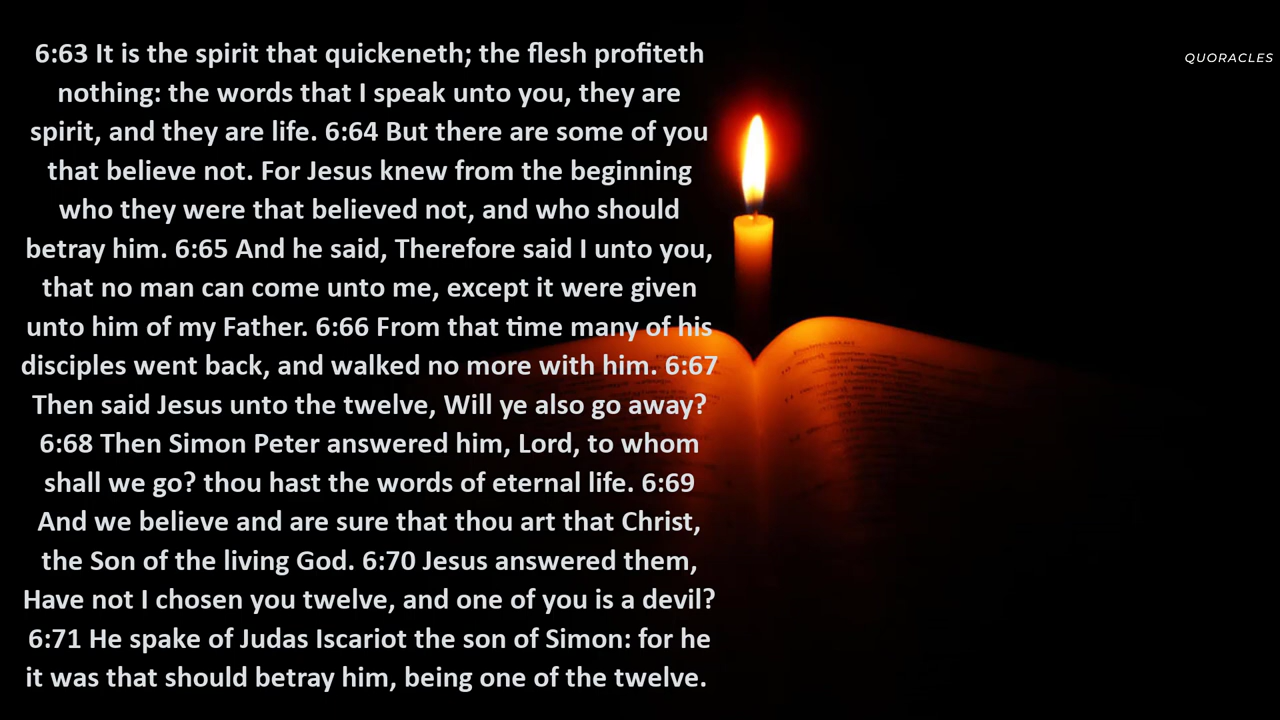 6:63 It is the spirit that quickeneth; the flesh profiteth
nothing: the words that I speak unto you, they are
spirit, and they are life. 6:64 But there are some of you
that believe not. For Jesus knew from the beginning
who they were that believed not, and who should
betray him. 6:65 And he said, Therefore said I unto you,
that no man can come unto me, except it were given
unto him of my Father. 6:66 From that time many of his
disciples went back, and walked no more with him. 6:67
Then said Jesus unto the twelve, Will ye also go away?
6:68 Then Simon Peter answered him, Lord, to whom
shall we go? thou hast the words of eternal life. 6:69
And we believe and are sure that thou art that Christ,
the Son of the living God. 6:70 Jesus answered them,
Have not I chosen you twelve, and one of you is a devil?
6:71 He spake of Judas Iscariot the son of Simon: for he
it was that should betray him, being one of the twelve.
QUORACLES